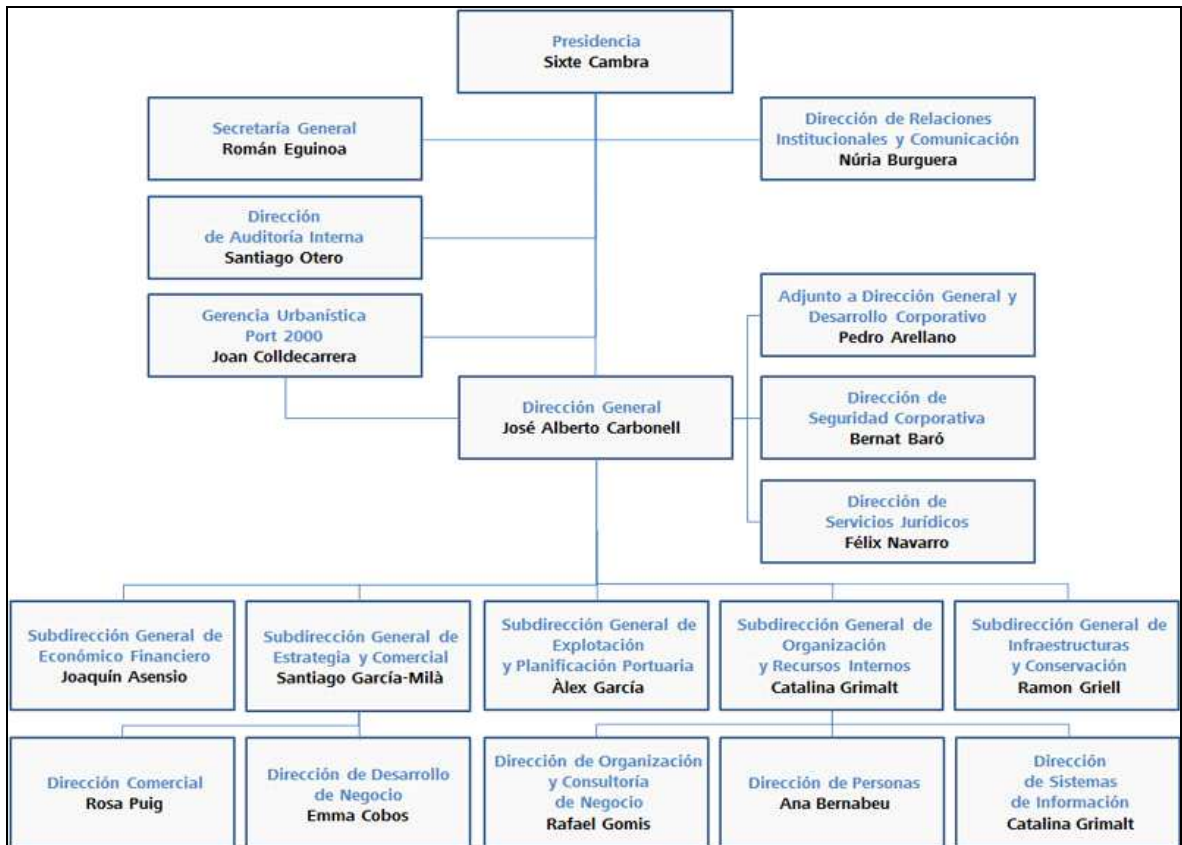 Presidencia
Sixte Cambra
Secretaría General
Román Eguinoa
Dirección de Relaciones
Institucionales y Comunicación
Núria Burguera
Dirección
de Auditoría Interna
Santiago Otero
Gerencia Urbanística
Port 2000
Joan Colldecarrera
Adjunto a Dirección General y
Desarrollo Corporativo
Pedro Arellano
Dirección General
José Alberto Carbonell
Dirección de
Seguridad Corporativa
Bernat Baró
Dirección de
Servicios Jurídicos
Félix Navarro
Subdirección General de
Económico Financiero
Joaquín Asensio
Subdirección General de
Estrategia y Comercial
Santiago García-Milà
Subdirección General de
Explotación
y Planificación Portuaria
Àlex García
Subdirección General de
Organización
y Recursos Internos
Catalina Grimalt
Subdirección General de
Infraestructuras
y Conservación
Ramon Griell
Dirección Comercial
Rosa Puig
Dirección de Desarrollo
de Negocio
Emma Cobos
Dirección de Organización
y Consultoría
de Negocio
Rafael Gomis
Dirección de Personas
Ana Bernabeu
Dirección
de Sistemas
de Información
Catalina Grimalt